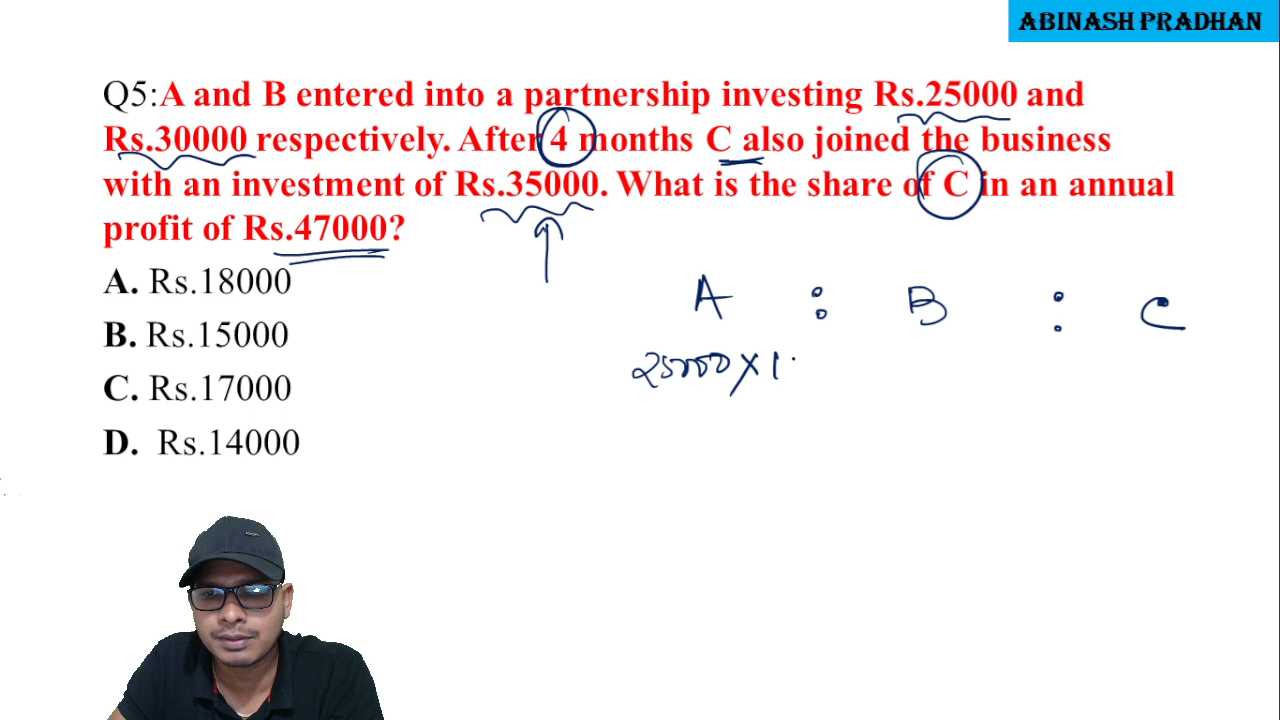 ABINASH PRADHAN
Q5:A and B entered into a partnership investing Rs.25000 and
Rs.30000 respectively. After 4 months C also joined the business
with an investment of Rs.35000. What is the share of C in an annual
profit of Rs.47000?
A. Rs.18000
B. Rs.15000
C. Rs.17000
D. Rs.14000
A : B : C
25000 × 1